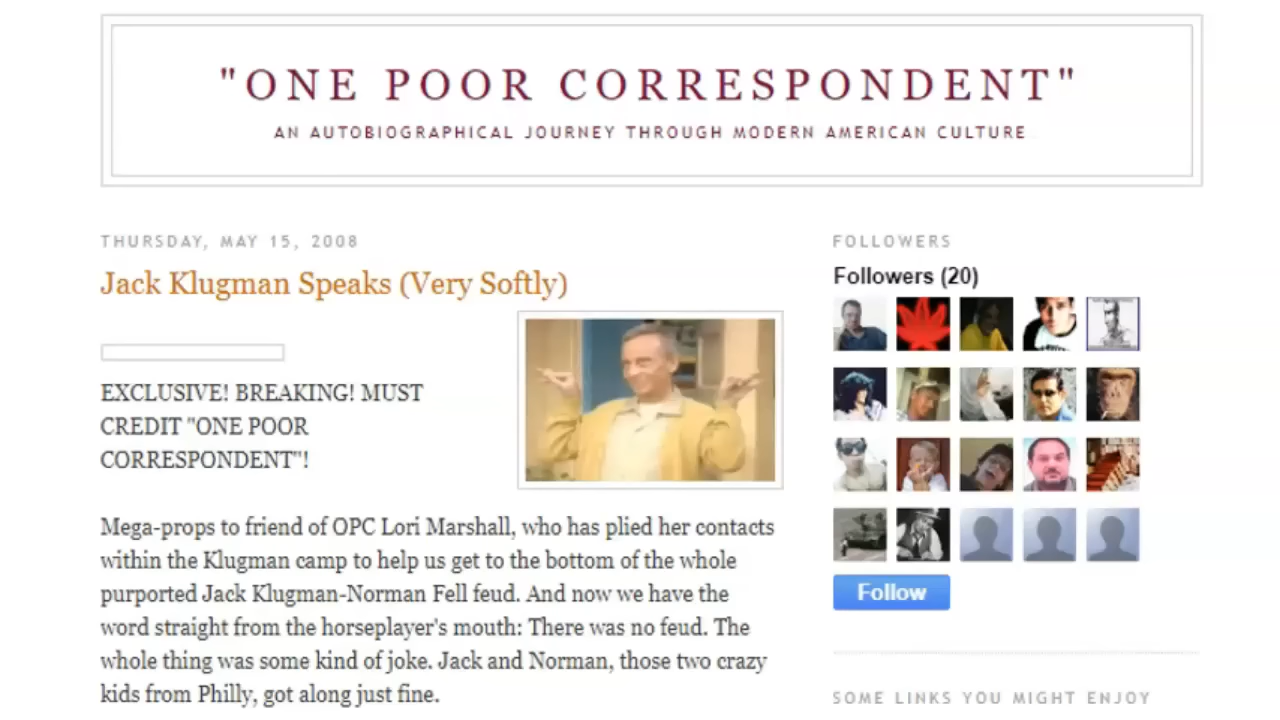 "ONE POOR CORRESPONDENT"
AN AUTOBIOGRAPHICAL JOURNEY THROUGH MODERN AMERICAN CULTURE
THURSDAY, MAY 15, 2008
Jack Klugman Speaks (Very Softly)
EXCLUSIVE! BREAKING! MUST
CREDIT "ONE POOR
CORRESPONDENT"!
Mega-props to friend of OPC Lori Marshall, who has plied her contacts
within the Klugman camp to help us get to the bottom of the whole
purported Jack Klugman-Norman Fell feud. And now we have the
word straight from the horseplayer's mouth: There was no feud. The
whole thing was some kind of joke. Jack and Norman, those two crazy
kids from Philly, got along just fine.
FOLLOWERS
Followers (20)
Follow
SOME LINKS YOU MIGHT ENJOY